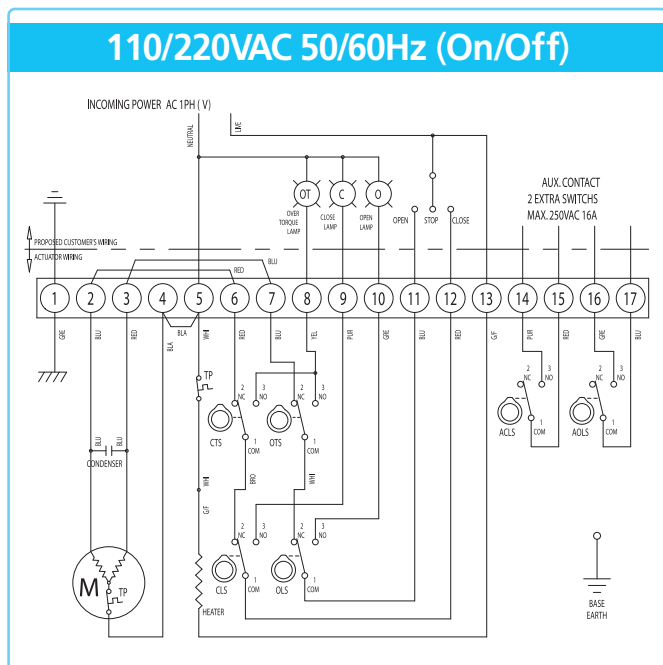 110/220VAC 50/60Hz (On/Off)
INCOMING POWER AC 1PH ( V )
NEUTRAL
LIVE
OT
C
O
OVER
TORQUE
LAMP
CLOSE
LAMP
OPEN
LAMP
OPEN
STOP
CLOSE
AUX. CONTACT
2 EXTRA SWITCHS
MAX. 250VAC 16A
PROPOSED CUSTOMER'S WIRING
ACTUATOR WIRING
BLU
RED
1 2 3 4 5 6 7 8 9 10 11 12 13 14 15 16 17
BLA
GRE BLU RED BLA WHI RED BLU YEL PUR GRE BLU RED G/F PUR RED GRE BLU
TP
2
NC
3
NO
CTS
1
COM
2
NC
3
NO
OTS
1
COM
2
NC
3
NO
ACLS
1
COM
2
NC
3
NO
AOLS
1
COM
BLU
BLU
CONDENSER
WHI
G/F
BRO
WHI
2
NC
3
NO
CLS
1
COM
2
NC
3
NO
OLS
1
COM
M
TP
HEATER
BASE
EARTH